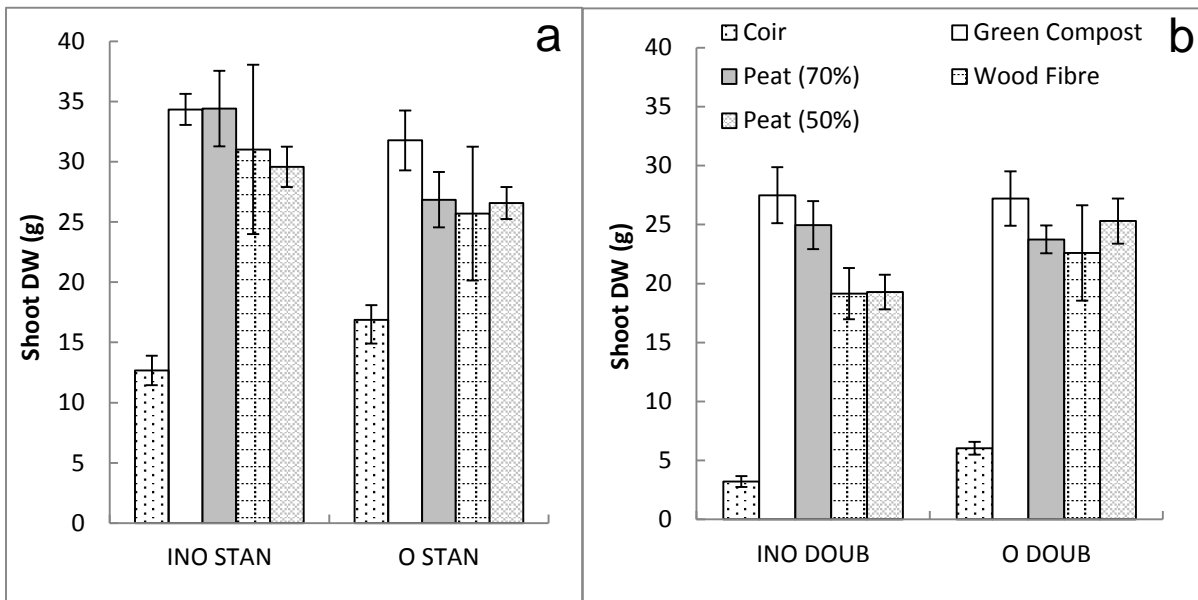 a
40
35
30
25
20
15
10
5
0
Shoot DW (g)
INO STAN
O STAN
b
Coir
Green Compost
Peat (70%)
Wood Fibre
Peat (50%)
40
35
30
25
20
15
10
5
0
Shoot DW (g)
INO DOUB
O DOUB